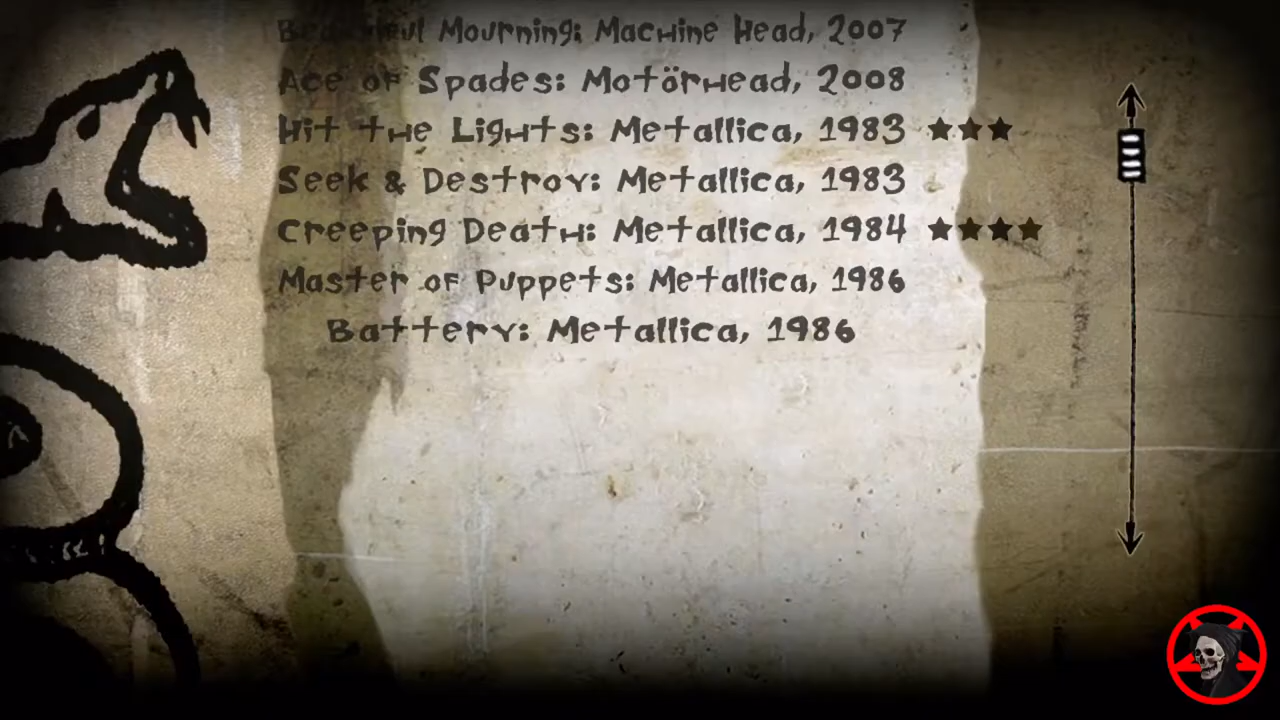 Beautiful Mourning: Machine Head, 2007
Ace of Spades: Motörhead, 2008
Hit the Lights: Metallica, 1983 ★★★
Seek & Destroy: Metallica, 1983
Creeping Death: Metallica, 1984 ★★★★
Master of Puppets: Metallica, 1986
Battery: Metallica, 1986